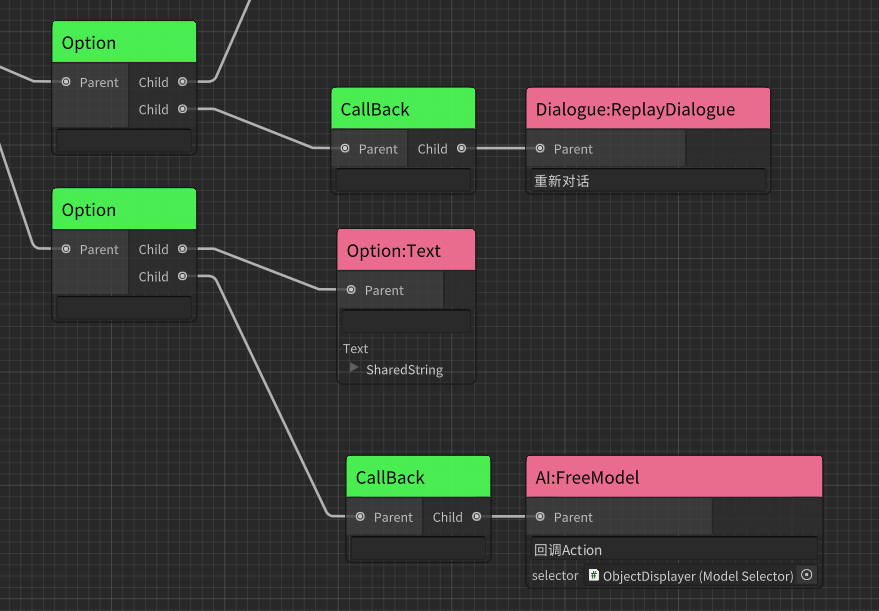 Option
Parent
Child
Child
CallBack
Parent
Child
Dialogue:ReplayDialogue
Parent
重新对话
Option
Parent
Child
Child
Option:Text
Parent
Text
SharedString
CallBack
Parent
Child
AI:FreeModel
Parent
回调Action
selector
# ObjectDisplayer (Model Selector)